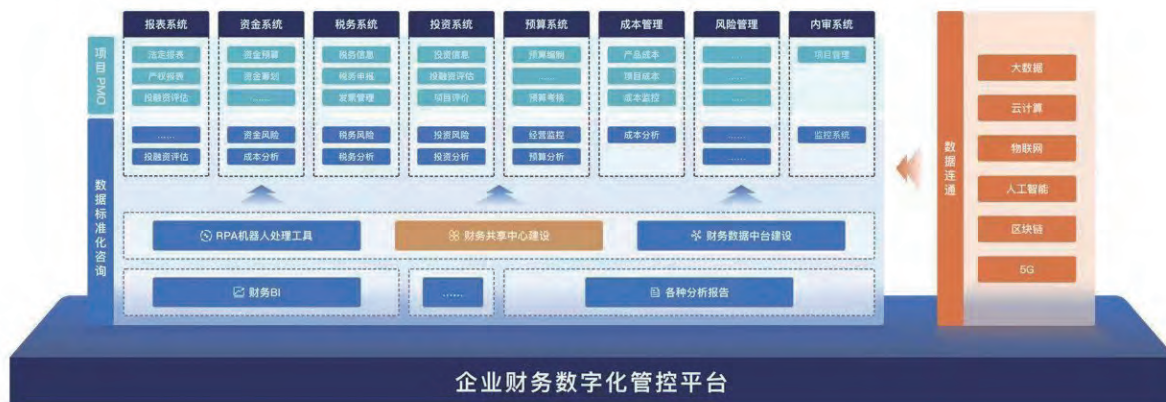 报表系统 资金系统 税务系统 投资系统 预算系统 成本管理 风险管理 内审系统
项目PMO
法定报表 资金预算 税务信息 投资信息 预算编制 产品成本 ...... 项目管理
产权报表 资金筹划 税务申报 投融资评估 ...... 项目成本 ......
投融资评估 ...... 发票管理 项目评价 预算考核 成本监控 ......
...... 资金风险 税务风险 投资风险 经营监控 成本分析 ...... 监控系统
投融资评估 成本分析 税务分析 投资分析 预算分析 ......
数据标准化咨询
RPA机器人处理工具 财务共享中心建设 财务数据中台建设
财务BI ...... 各种分析报告
数据连通
大数据
云计算
物联网
人工智能
区块链
5G
企业财务数字化管控平台